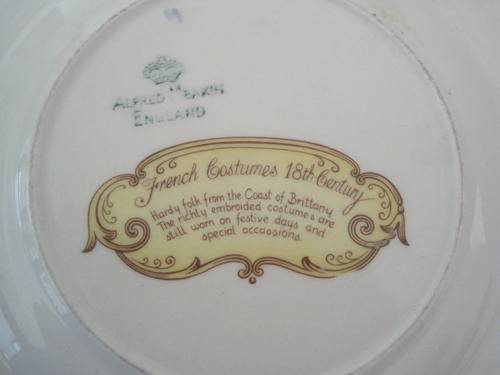 ALFRED MEAKIN
ENGLAND
French Costumes 18th Century
Hardy folk from the Coast of Brittany
The richly embroided costumes are
still worn on festive days and
special occassions.